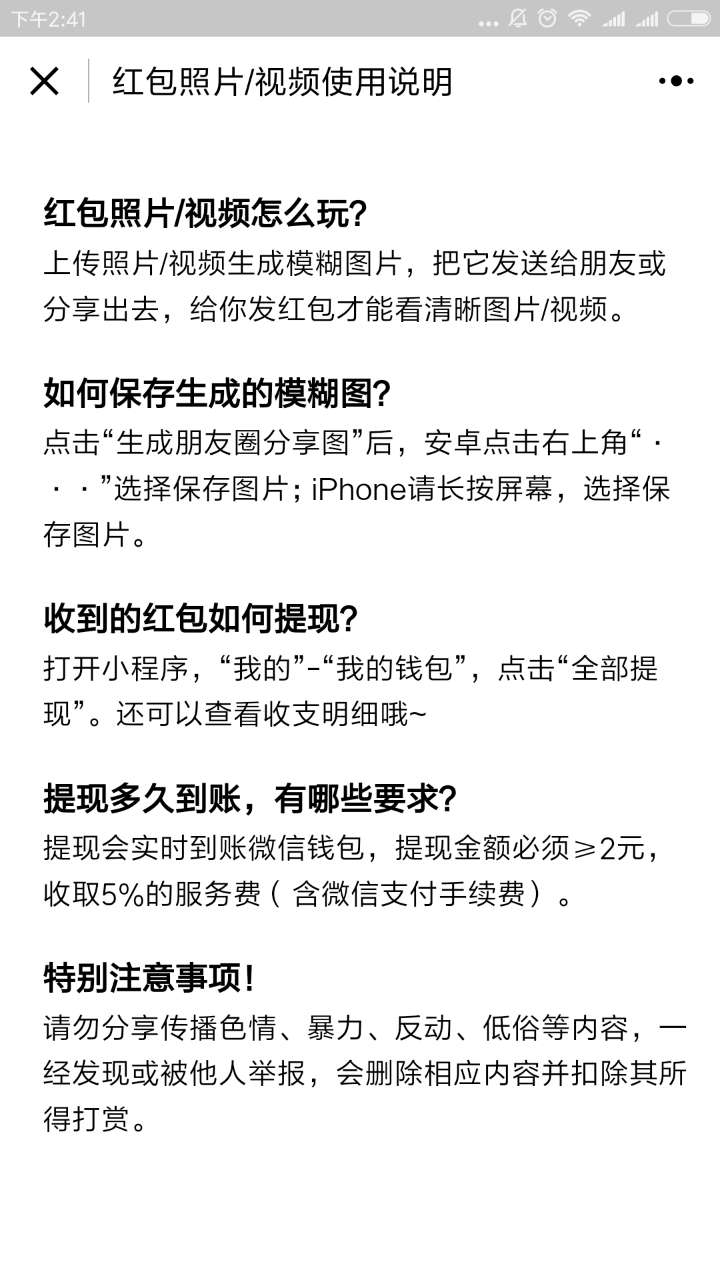 下午2:41
红包照片/视频使用说明
红包照片/视频怎么玩?
上传照片/视频生成模糊图片，把它发送给朋友或
分享出去，给你发红包才能看清晰图片/视频。
如何保存生成的模糊图?
点击“生成朋友圈分享图”后，安卓点击右上角“·
··”选择保存图片; iPhone请长按屏幕，选择保
存图片。
收到的红包如何提现?
打开小程序，“我的”-“我的钱包”，点击“全部提
现”。还可以查看收支明细哦~
提现多久到账，有哪些要求?
提现会实时到账微信钱包，提现金额必须≥2元，
收取5%的服务费（含微信支付手续费）。
特别注意事项!
请勿分享传播色情、暴力、反动、低俗等内容，一
经发现或被他人举报，会删除相应内容并扣除其所
得打赏。